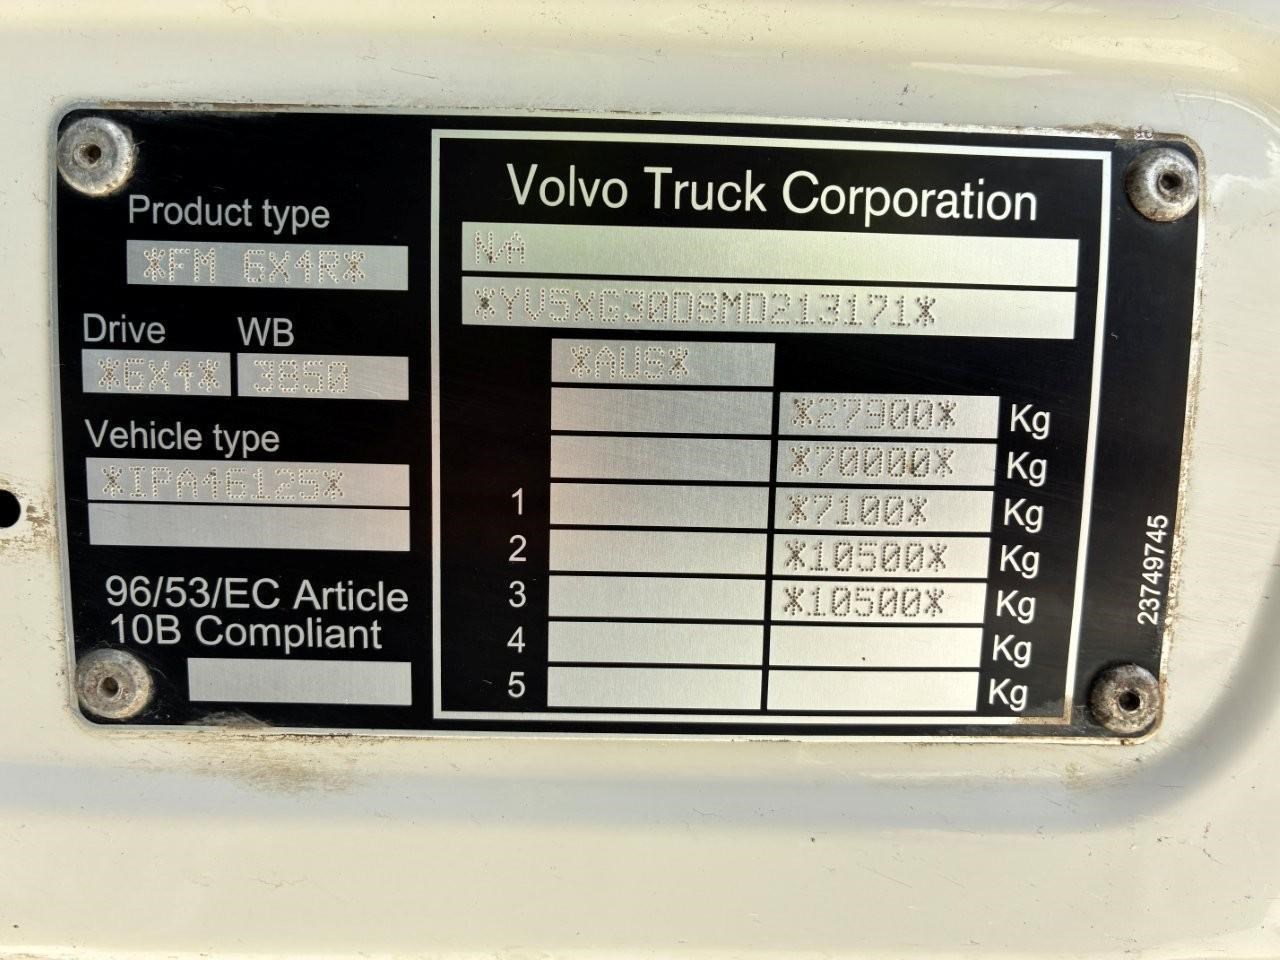 Product type
*FM 6X4R*
Drive WB
*6X4* 3850
Vehicle type
*IPA46125*
96/53/EC Article
10B Compliant
Volvo Truck Corporation
N/A
*YV5XG30D8MD213171*
*AUS*
*27900* Kg
*70000* Kg
1 *7100* Kg
2 *10500* Kg
3 *10500* Kg
4 Kg
5 Kg
23749745